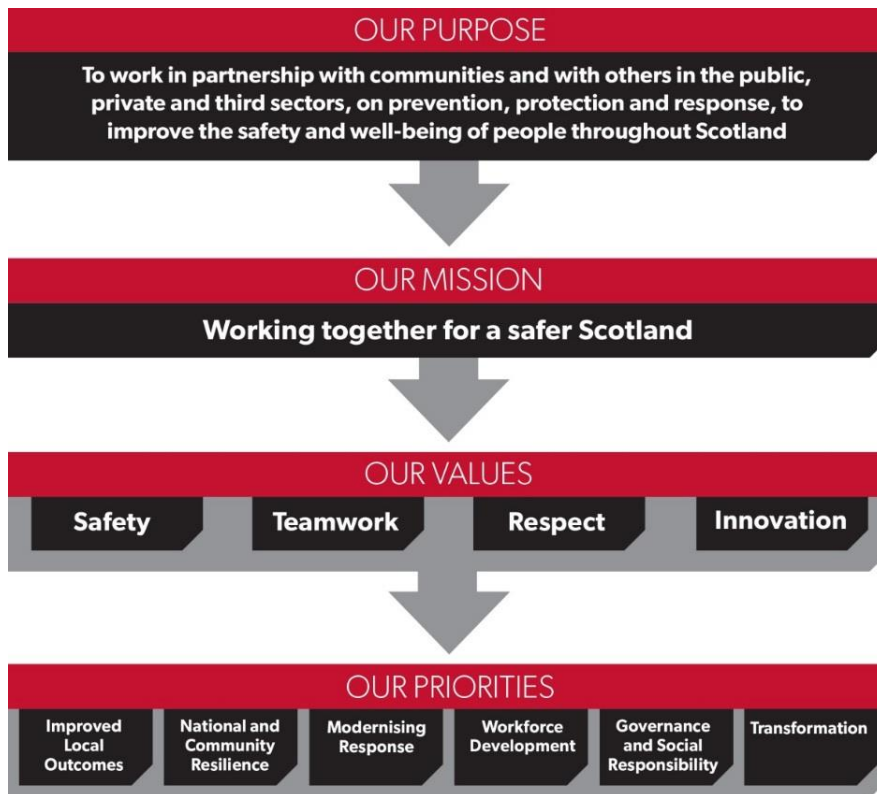 OUR PURPOSE
To work in partnership with communities and with others in the public,
private and third sectors, on prevention, protection and response, to
improve the safety and well-being of people throughout Scotland
OUR MISSION
Working together for a safer Scotland
OUR VALUES
Safety
Teamwork
Respect
Innovation
OUR PRIORITIES
Improved
Local
Outcomes
National and
Community
Resilience
Modernising
Response
Workforce
Development
Governance
and Social
Responsibility
Transformation